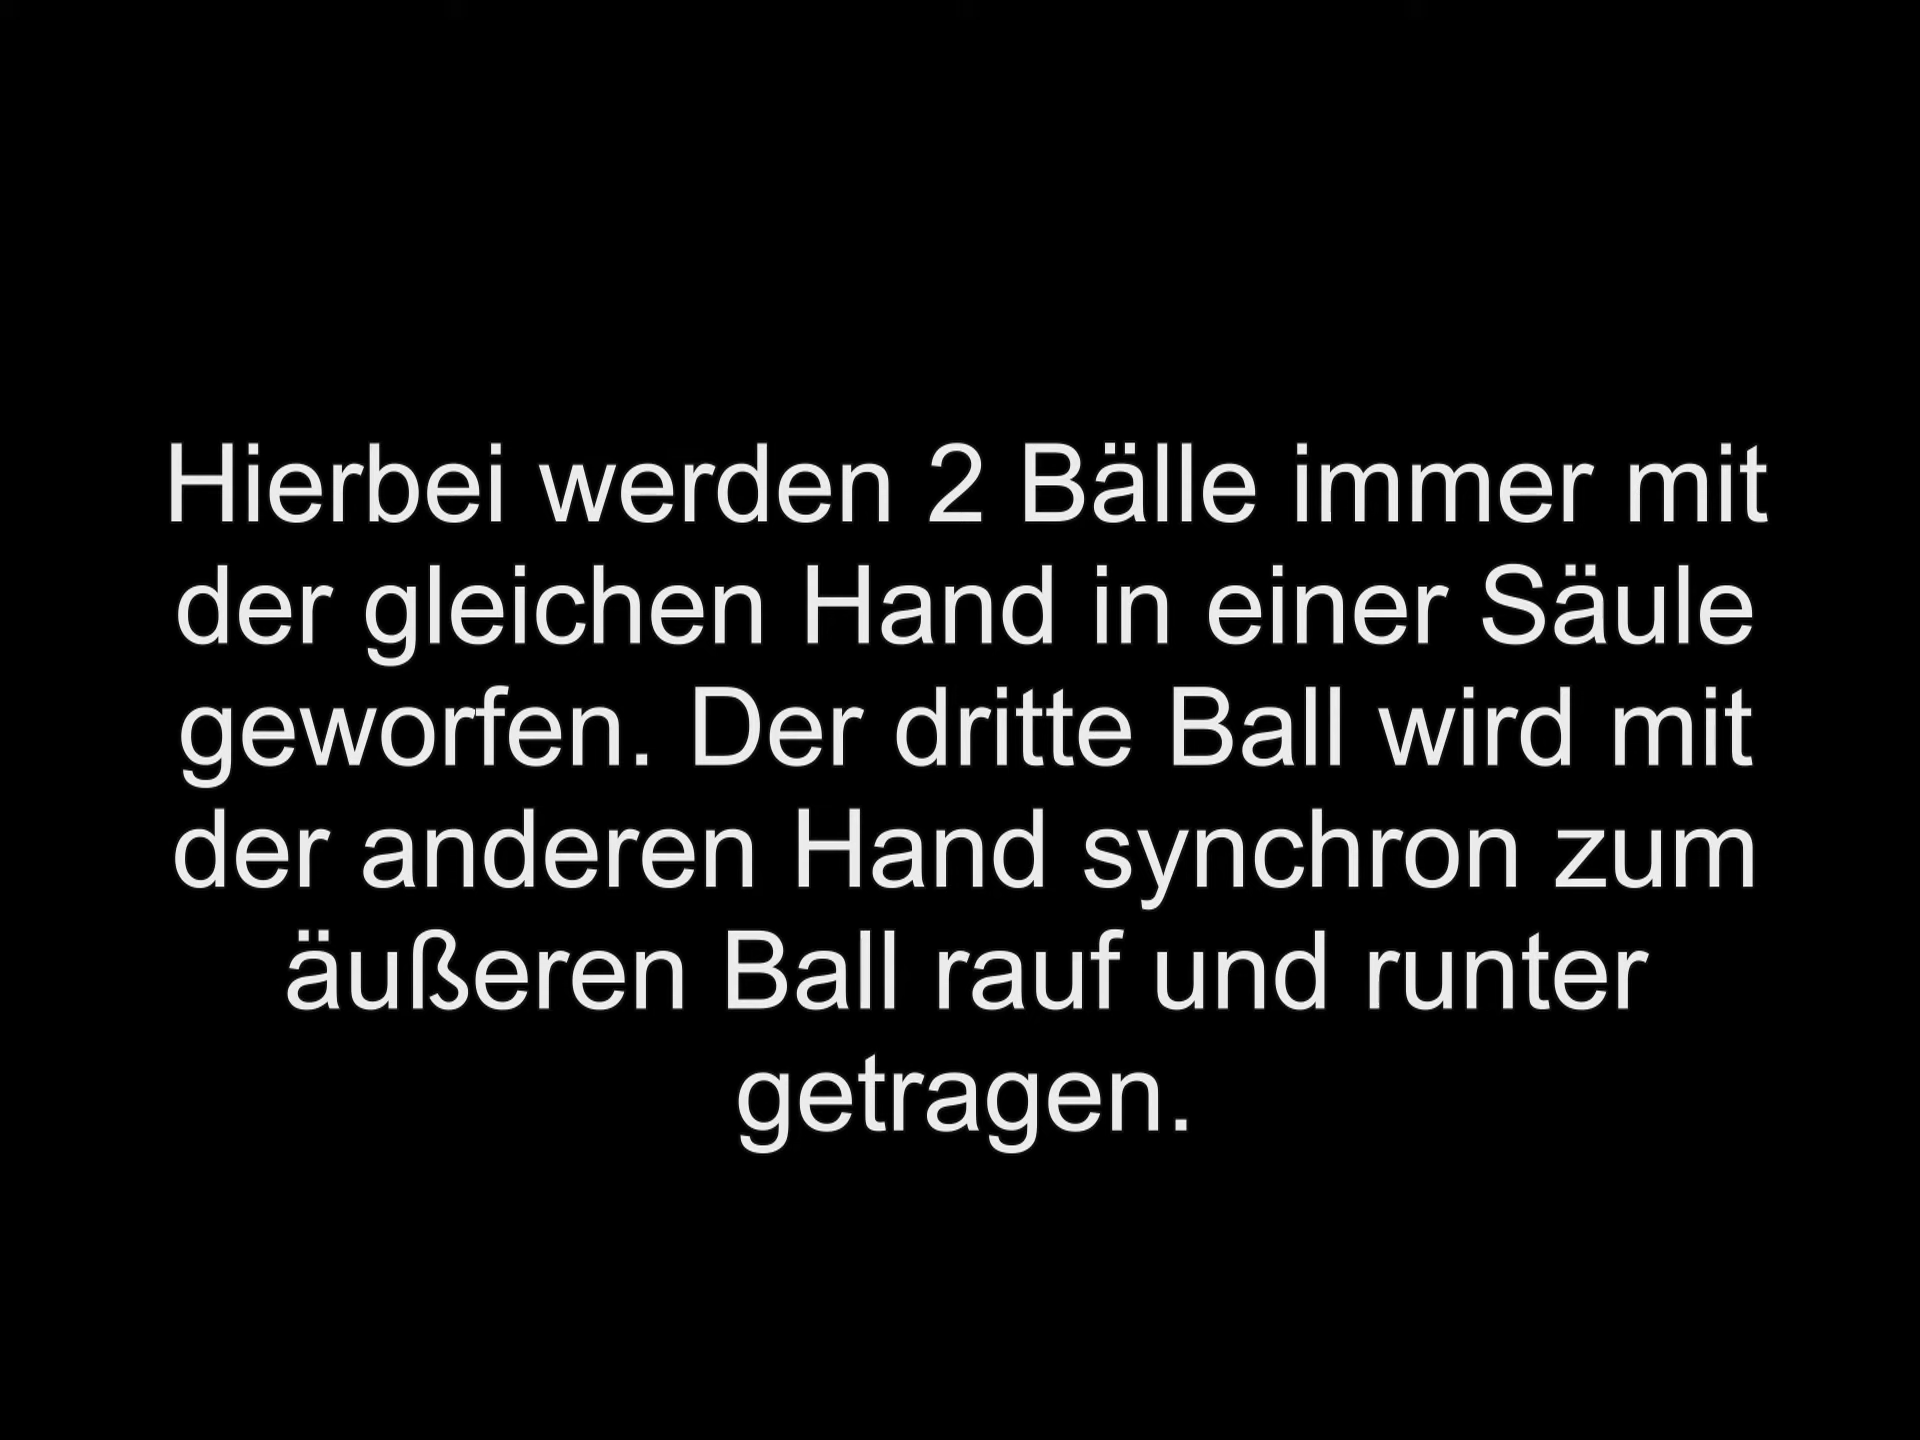 Hierbei werden 2 Bälle immer mit
der gleichen Hand in einer Säule
geworfen. Der dritte Ball wird mit
der anderen Hand synchron zum
äußeren Ball rauf und runter
getragen.